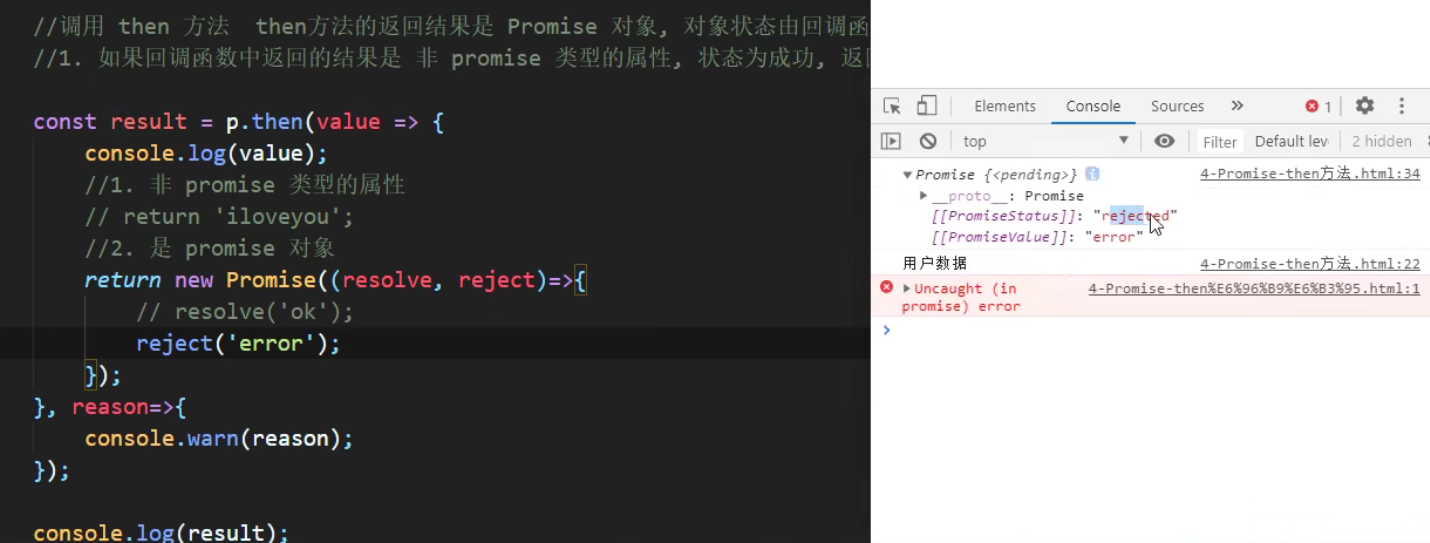 //调用 then 方法  then方法的返回结果是 Promise 对象, 对象状态由回调函
//1. 如果回调函数中返回的结果是 非 promise 类型的属性, 状态为成功, 返
const result = p.then(value => {
console.log(value);
//1. 非 promise 类型的属性
// return 'iloveyou';
//2. 是 promise 对象
return new Promise((resolve, reject)=>{
// resolve('ok');
reject('error');
});
}, reason=>{
console.warn(reason);
});
console.log(result);
Elements Console Sources » 1
top Filter Default lev 2 hidden
Promise {<pending>} i 4-Promise-then方法.html:34
__proto__: Promise
[[PromiseStatus]]: "rejected"
[[PromiseValue]]: "error"
用户数据 4-Promise-then方法.html:22
Uncaught (in 4-Promise-then%E6%96%B9%E6%B3%95.html:1
promise) error